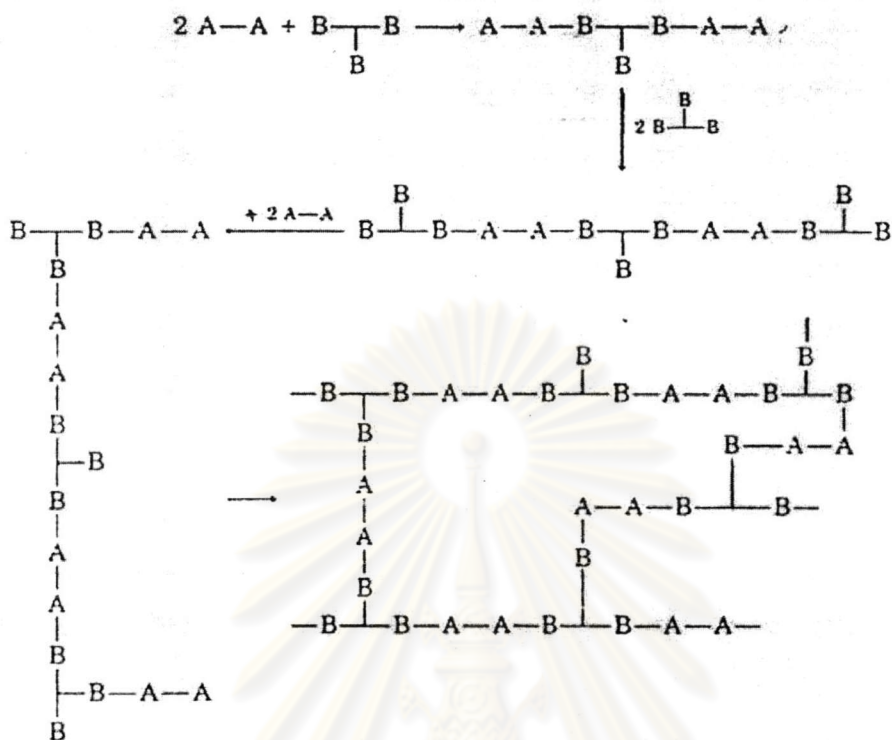 2 A—A + B—B → A—A—B—B—A—A,
B B
B
2 B—B
B B
B—B—A—A + 2 A—A B—B—A—A—B—B—A—A—B—B
B B
A
A B
B —B—B—A—A—B—B—A—A—B—B
B B
B—A—A
B A
→ A—A—B—B—
A B
A B
B —B—B—A—A—B—B—A—A—
B—A—A
B